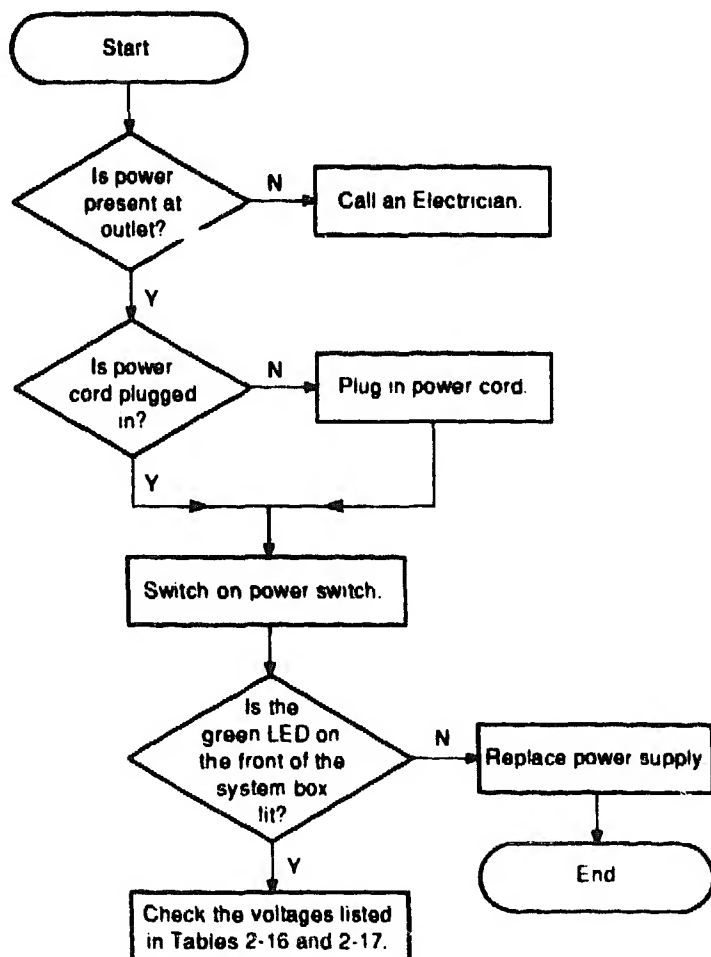 Start
Is power
present at
outlet?
N
Call an Electrician.
Y
Is power
cord plugged
in?
N
Plug in power cord.
Y
Switch on power switch.
Is the
green LED on
the front of the
system box
lit?
N
Replace power supply
Y
End
Check the voltages listed
in Tables 2-16 and 2-17.